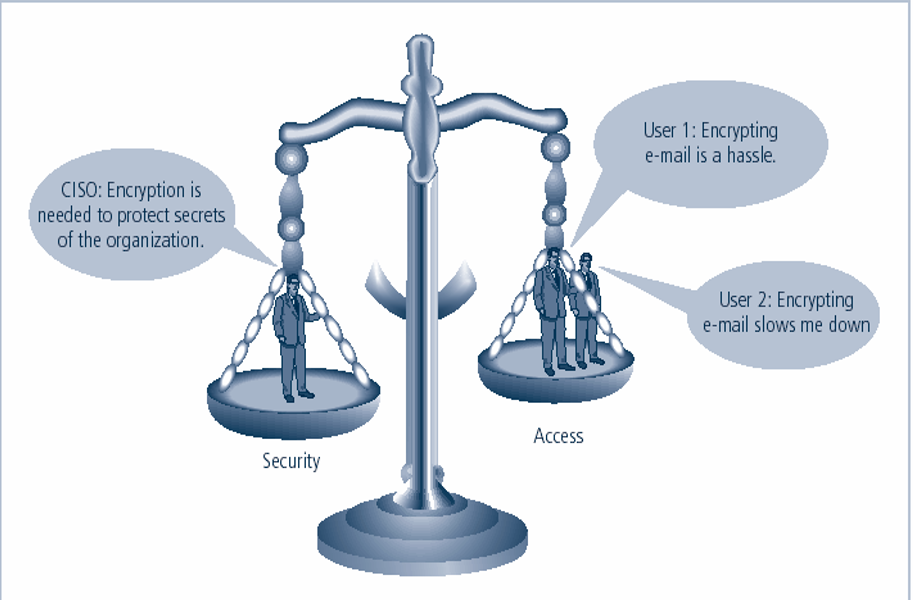 CISO: Encryption is
needed to protect secrets
of the organization.
User 1: Encrypting
e-mail is a hassle.
User 2: Encrypting
e-mail slows me down
Security
Access